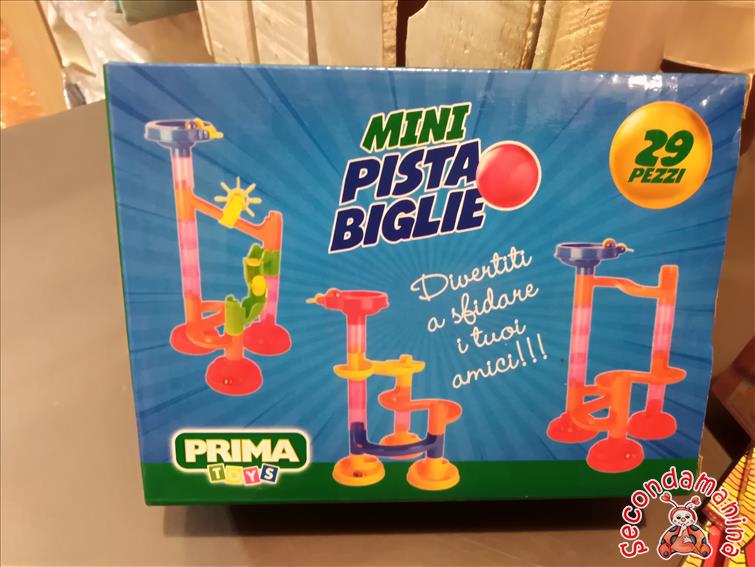 MINI
PISTA
BIGLIE
29
PEZZI
Divertiti
a sfidare
i tuoi
amici!!!
PRIMA
TOYS
Secondamanina